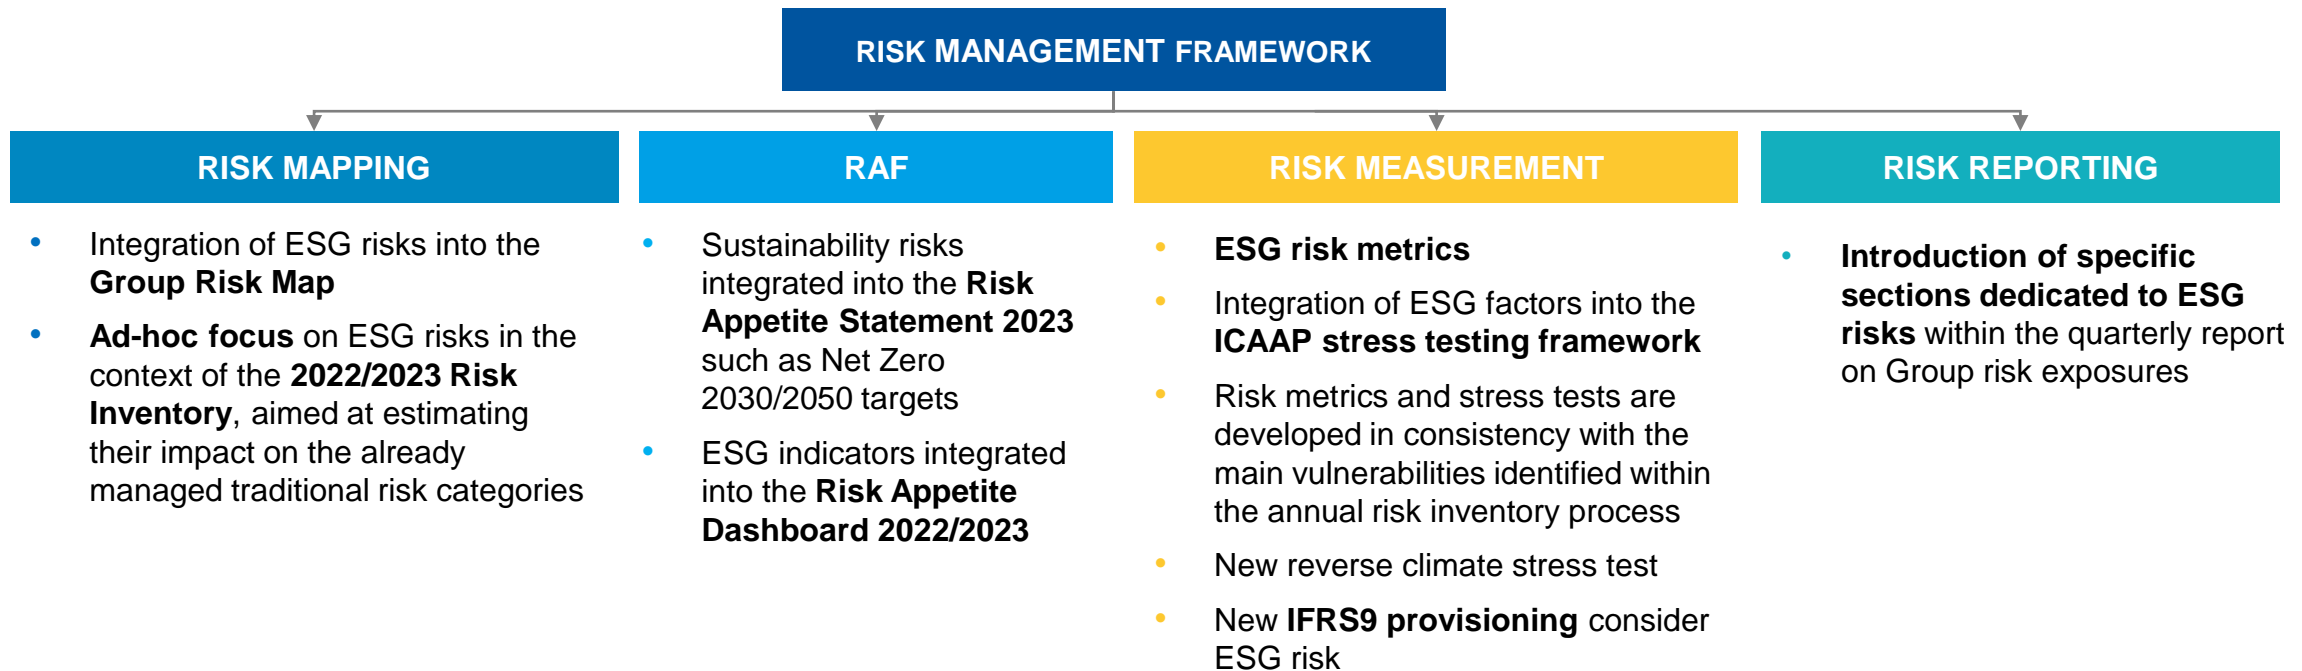 RISK MANAGEMENT FRAMEWORK
RISK MAPPING
• Integration of ESG risks into the
Group Risk Map
• Ad-hoc focus on ESG risks in the
context of the 2022/2023 Risk
Inventory, aimed at estimating
their impact on the already
managed traditional risk categories
RAF
• Sustainability risks
integrated into the Risk
Appetite Statement 2023
such as Net Zero
2030/2050 targets
• ESG indicators integrated
into the Risk Appetite
Dashboard 2022/2023
RISK MEASUREMENT
• ESG risk metrics
• Integration of ESG factors into the
ICAAP stress testing framework
• Risk metrics and stress tests are
developed in consistency with the
main vulnerabilities identified within
the annual risk inventory process
• New reverse climate stress test
• New IFRS9 provisioning consider
ESG risk
RISK REPORTING
• Introduction of specific
sections dedicated to ESG
risks within the quarterly report
on Group risk exposures